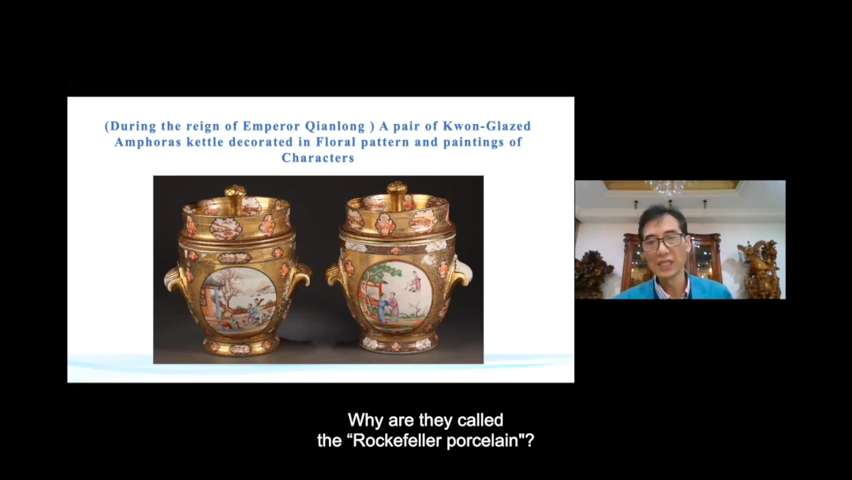 (During the reign of Emperor Qianlong ) A pair of Kwon-Glazed
Amphoras kettle decorated in Floral pattern and paintings of
Characters
Why are they called
the “Rockefeller porcelain"?